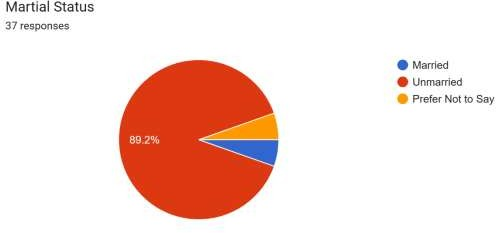 Martial Status
37 responses
Married
Unmarried
Prefer Not to Say
89.2%